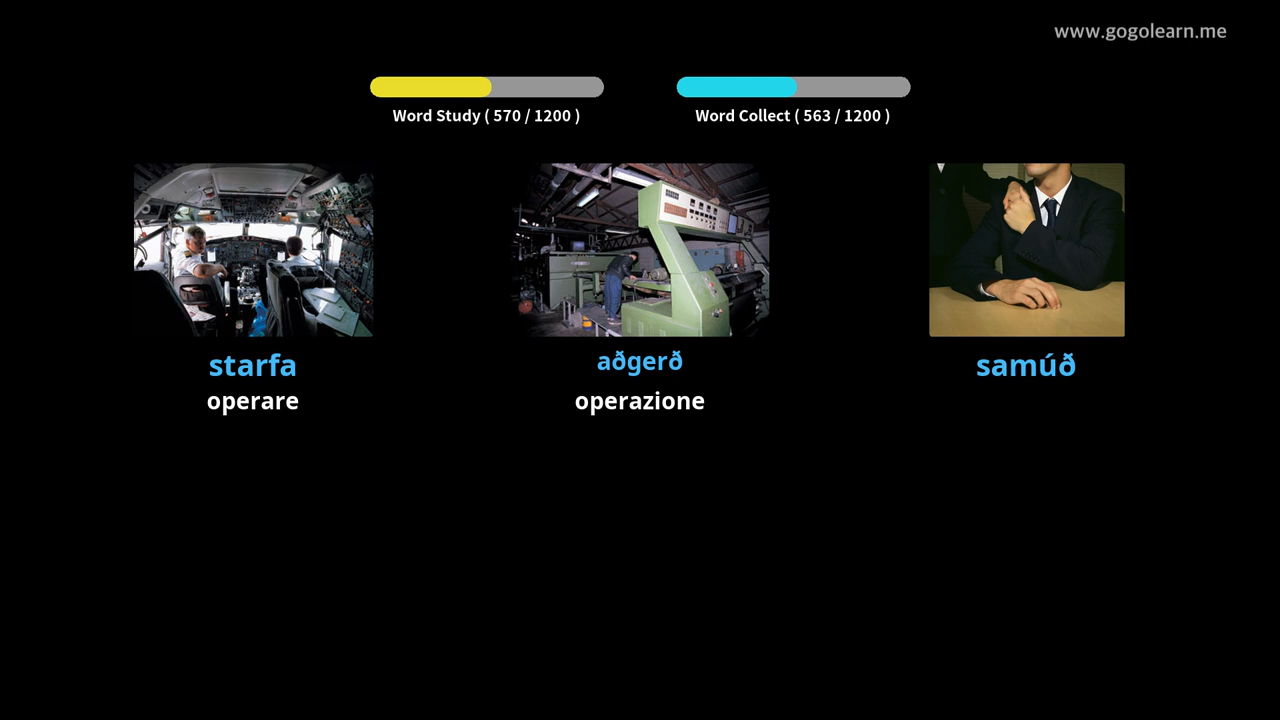 www.gogolearn.me
Word Study ( 570 / 1200 )
Word Collect ( 563 / 1200 )
starfa
operare
aðgerð
operazione
samúð